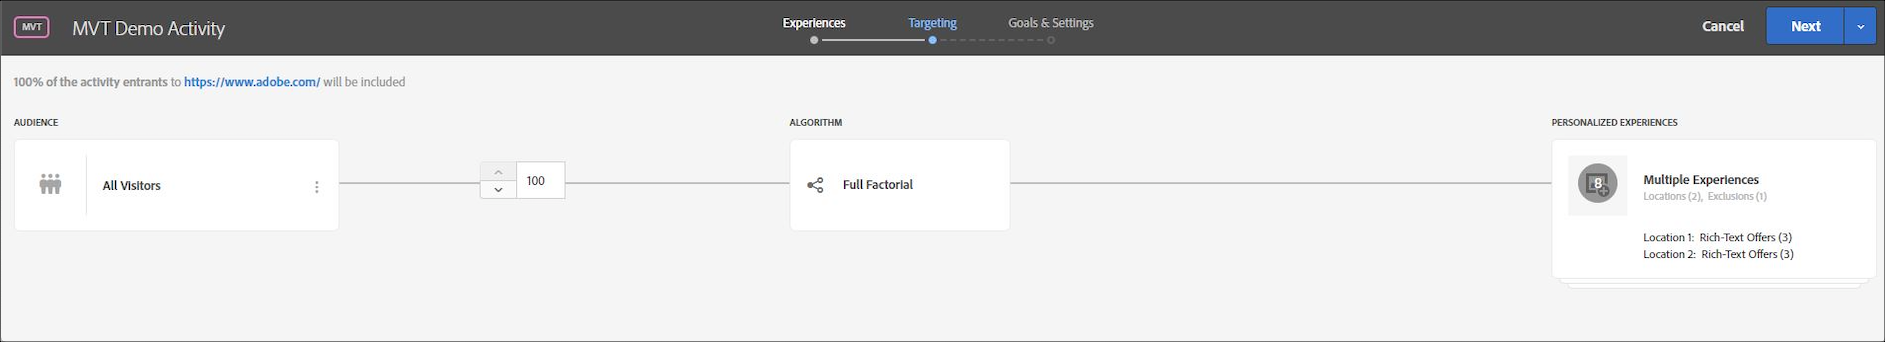 MVT
MVT Demo Activity
Experiences
Targeting
Goals & Settings
Cancel
Next
100% of the activity entrants to https://www.adobe.com/ will be included
AUDIENCE
ALGORITHM
PERSONALIZED EXPERIENCES
All Visitors
100
Full Factorial
8
Multiple Experiences
Locations (2), Exclusions (1)
Location 1: Rich-Text Offers (3)
Location 2: Rich-Text Offers (3)